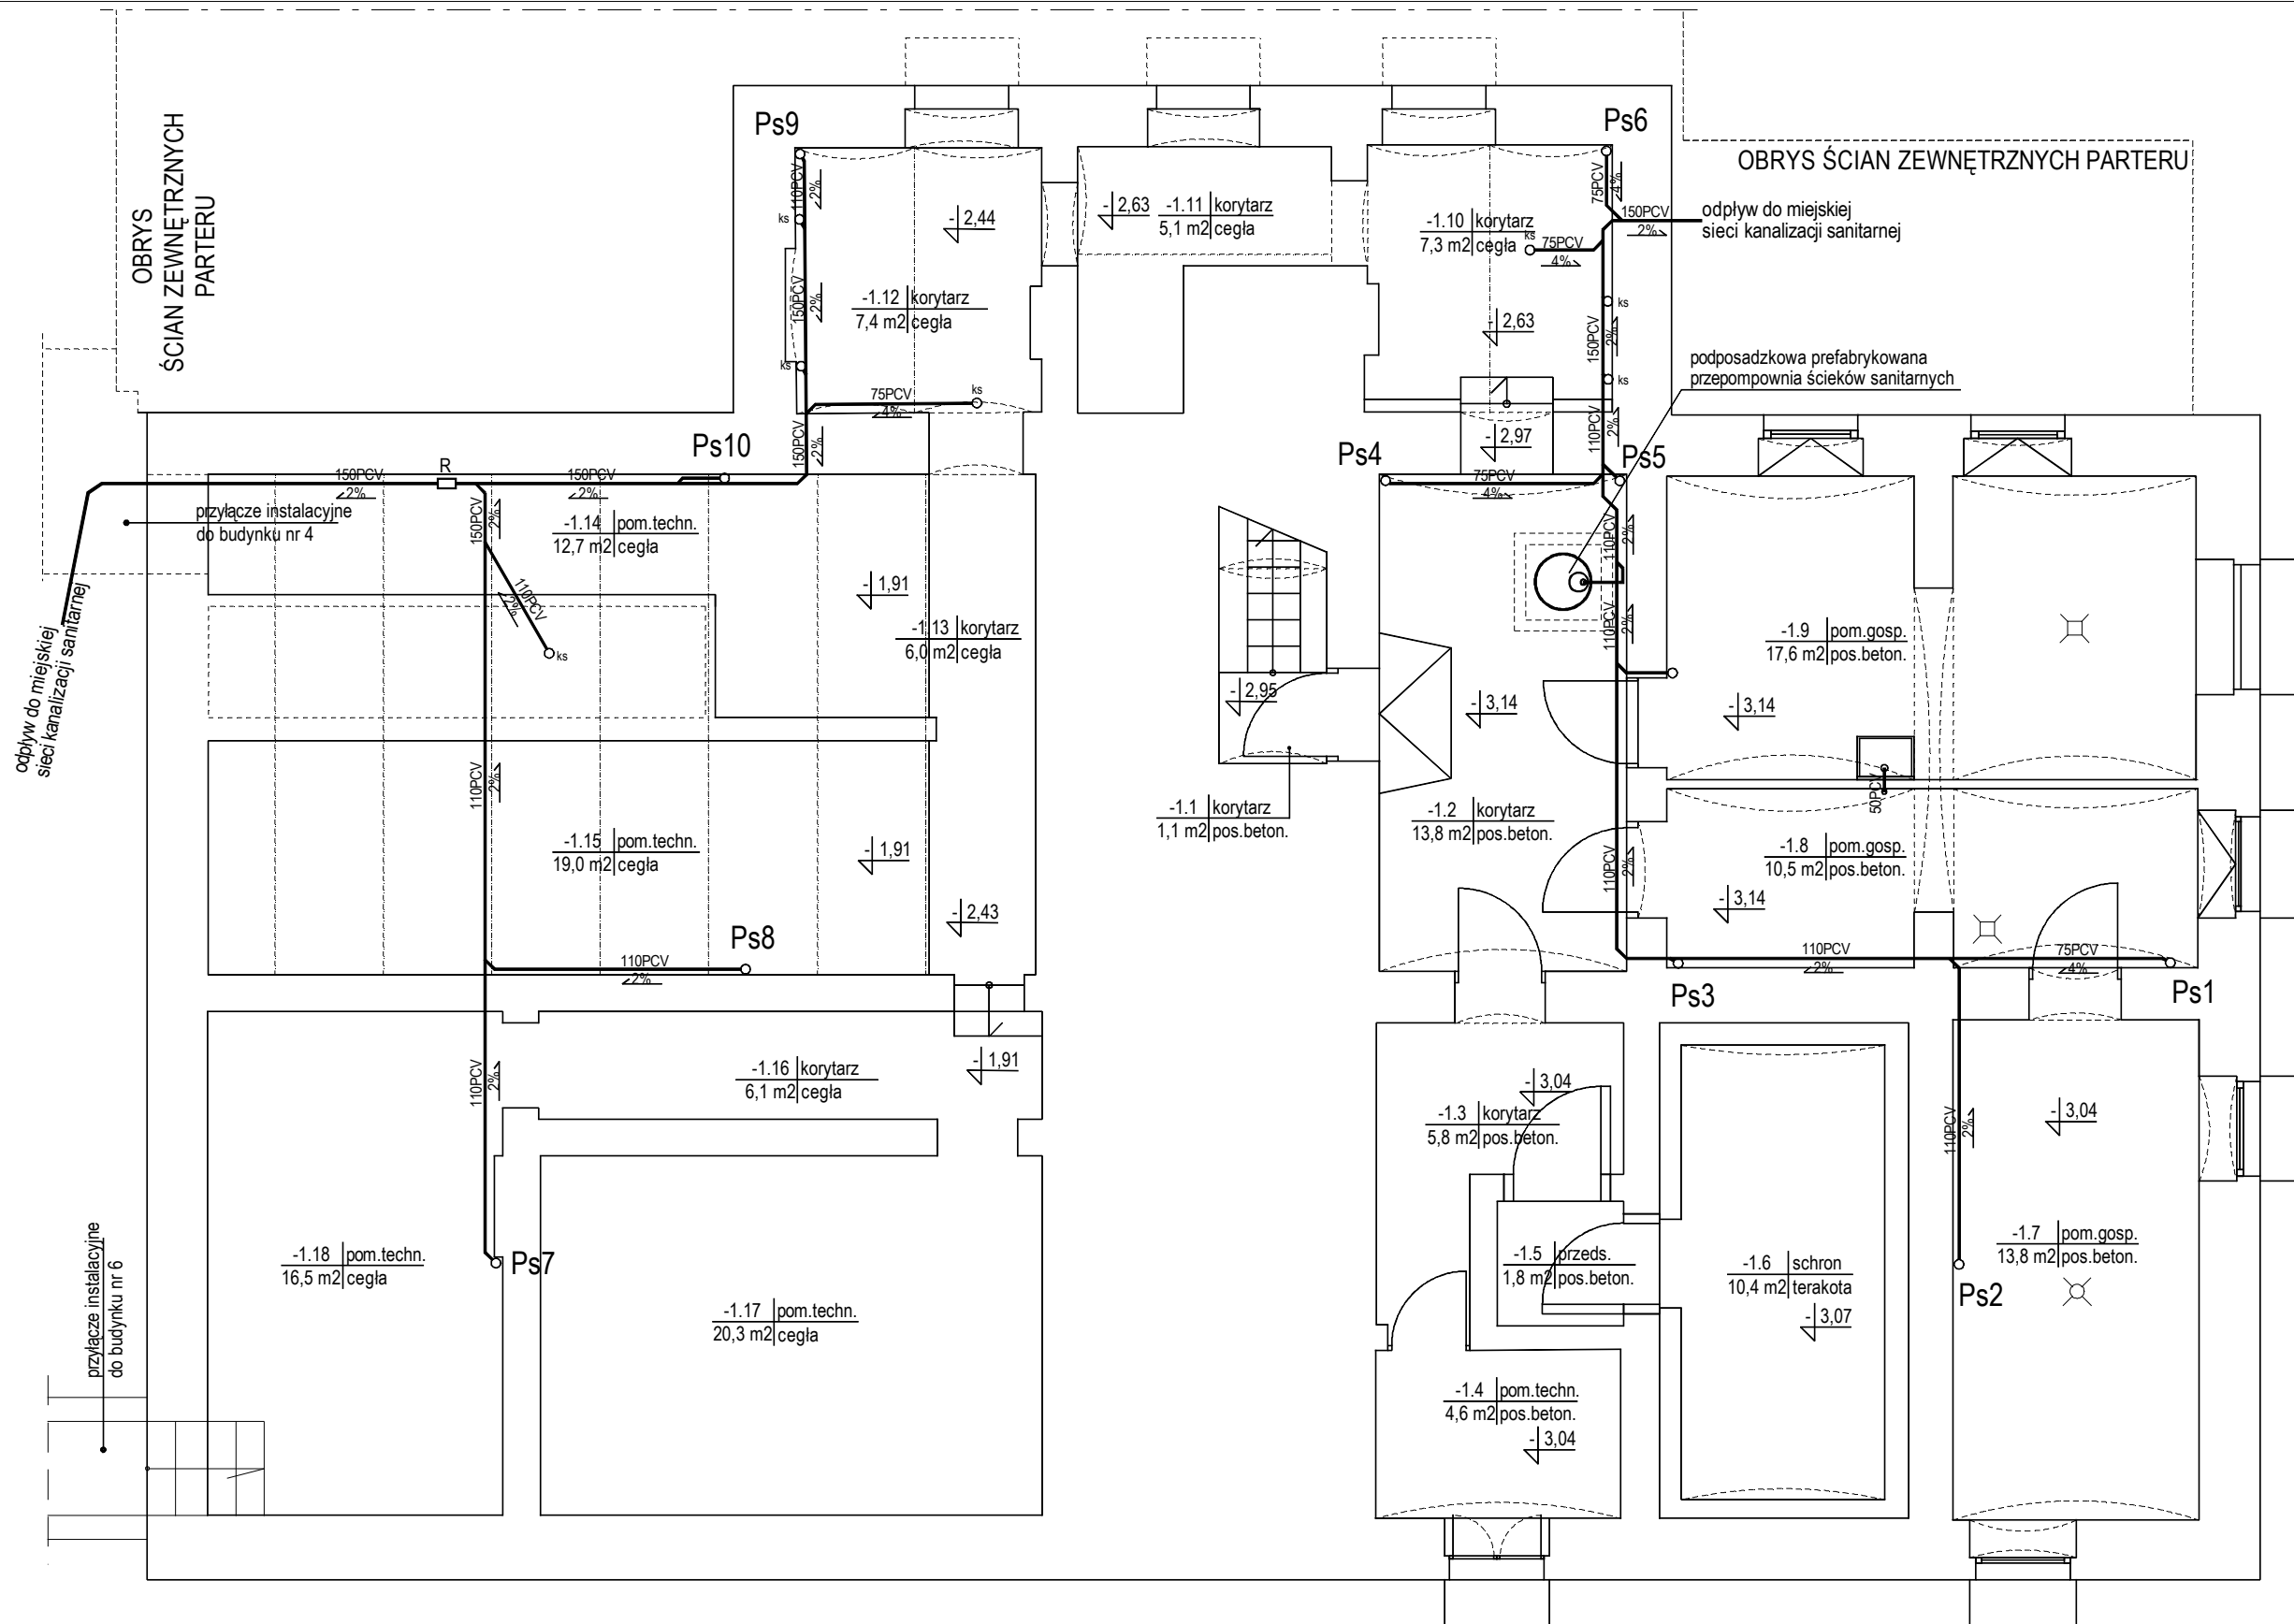 OBRYS
ŚCIAN ZEWNĘTRZNYCH
PARTERU
Ps9
Ps6
OBRYS ŚCIAN ZEWNĘTRZNYCH PARTERU
110PCV
2%
ks
- 2,44
- 2,63
-1.11 korytarz
5,1 m2 cegła
-1.10 korytarz
7,3 m2 cegła
75PCV
4%
150PCV
2%
odpływ do miejskiej
sieci kanalizacji sanitarnej
ks
75PCV
4%
150PCV
2%
-1.12 korytarz
7,4 m2 cegła
- 2,63
ks
150PCV
2%
ks
podposadzkowa prefabrykowana
przepompownia ścieków sanitarnych
ks
75PCV
4%
ks
150PCV
2%
110PCV
2%
- 2,97
Ps10
Ps4
Ps5
R
150PCV
2%
150PCV
2%
75PCV
4%
przyłącze instalacyjne
do budynku nr 4
150PCV
2%
-1.14 pom.techn.
12,7 m2 cegła
110PCV
2%
110PCV
2%
ks
- 1,91
-1.13 korytarz
6,0 m2 cegła
110PCV
2%
-1.9 pom.gosp.
17,6 m2 pos.beton.
odpływ do miejskiej
sieci kanalizacji sanitarnej
- 2,95
- 3,14
- 3,14
110PCV
2%
50PCV
-1.1 korytarz
1,1 m2 pos.beton.
-1.2 korytarz
13,8 m2 pos.beton.
-1.15 pom.techn.
19,0 m2 cegła
- 1,91
-1.8 pom.gosp.
10,5 m2 pos.beton.
110PCV
2%
- 3,14
- 2,43
Ps8
110PCV
2%
110PCV
2%
75PCV
4%
Ps3
Ps1
110PCV
2%
-1.16 korytarz
6,1 m2 cegła
- 1,91
- 3,04
-1.3 korytarz
5,8 m2 pos.beton.
110PCV
2%
- 3,04
-1.18 pom.techn.
16,5 m2 cegła
Ps7
-1.5 przeds.
1,8 m2 pos.beton.
-1.6 schron
10,4 m2 terakota
- 3,07
-1.7 pom.gosp.
13,8 m2 pos.beton.
Ps2
przyłącze instalacyjne
do budynku nr 6
-1.17 pom.techn.
20,3 m2 cegła
-1.4 pom.techn.
4,6 m2 pos.beton.
- 3,04